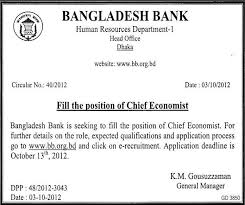 BANGLADESH BANK
Human Resources Department-1
Head Office
Dhaka
website: www.bb.org.bd
Circular No: 40/2012 Date : 03/10/2012
Fill the position of Chief Economist
Bangladesh Bank is seeking to fill the position of Chief Economist. For
further details on the role, expected qualifications and application process
go to www.bb.org.bd and click on e-recruitment. Application deadline is
October 13th, 2012.
K.M. Gousuzzaman
General Manager
DPP : 48/2012-3043
Date : 03-10-2012
GD 3850